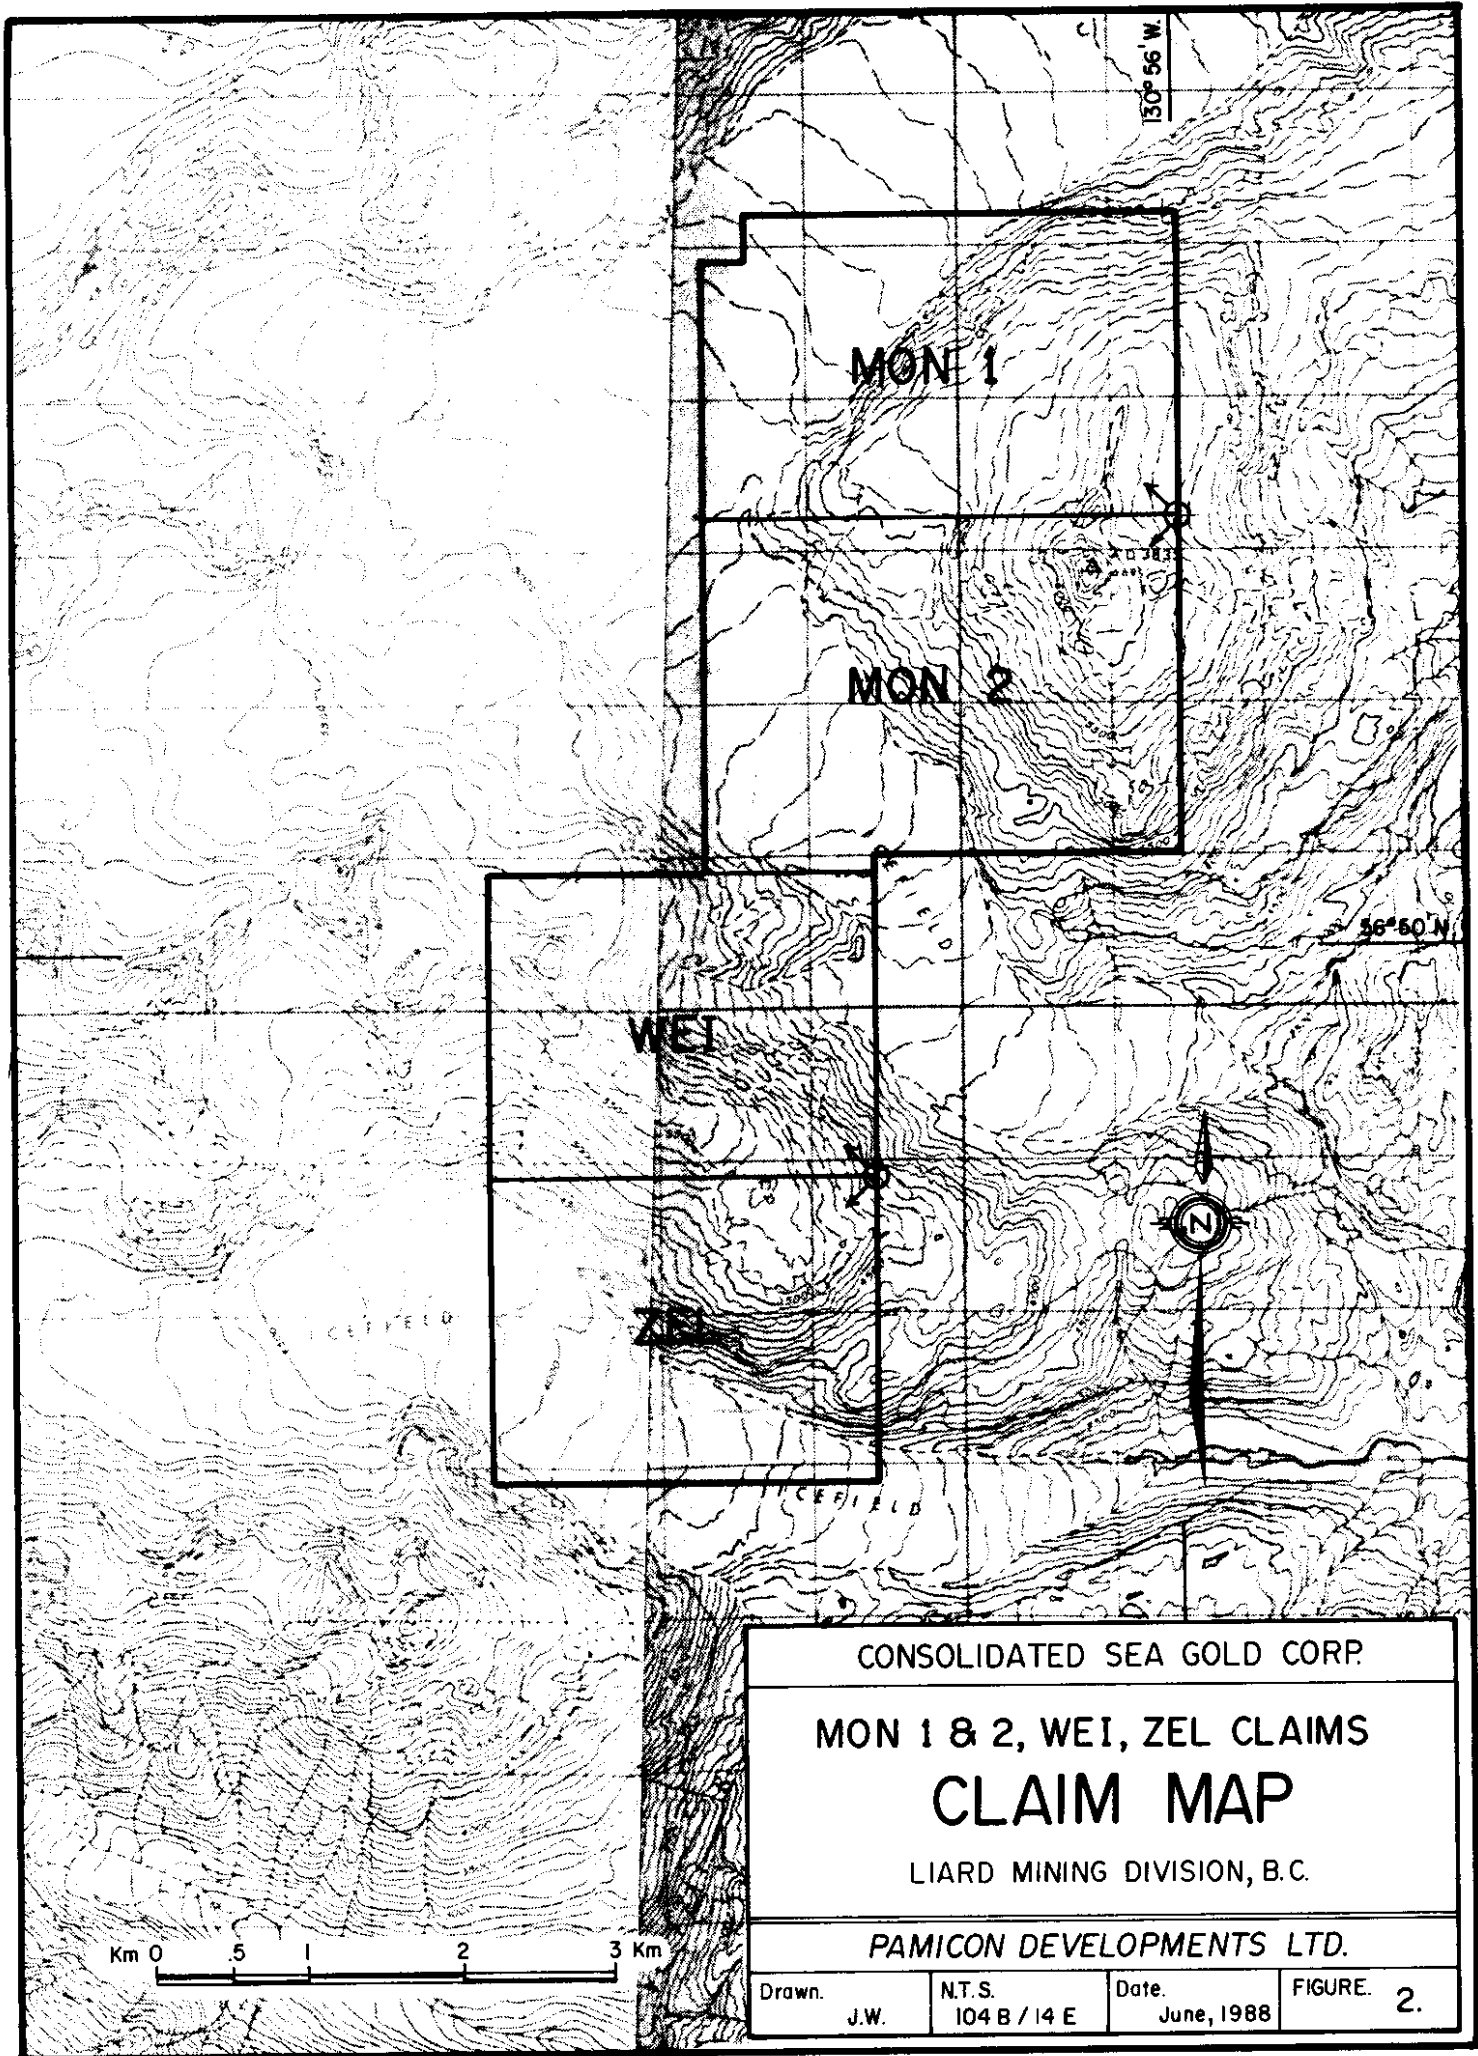 130° 56' W.
MON 1
MON 2
56° 50' N
WEI
N
5000
ZEL
ICEFIELD
ICEFIELD
CONSOLIDATED SEA GOLD CORP.
MON 1 & 2, WEI, ZEL CLAIMS
CLAIM MAP
LIARD MINING DIVISION, B.C.
PAMICON DEVELOPMENTS LTD.
Km 0 .5 1 2 3 Km
Drawn. J.W.
N.T.S. 104 B / 14 E
Date. June, 1988
FIGURE. 2.